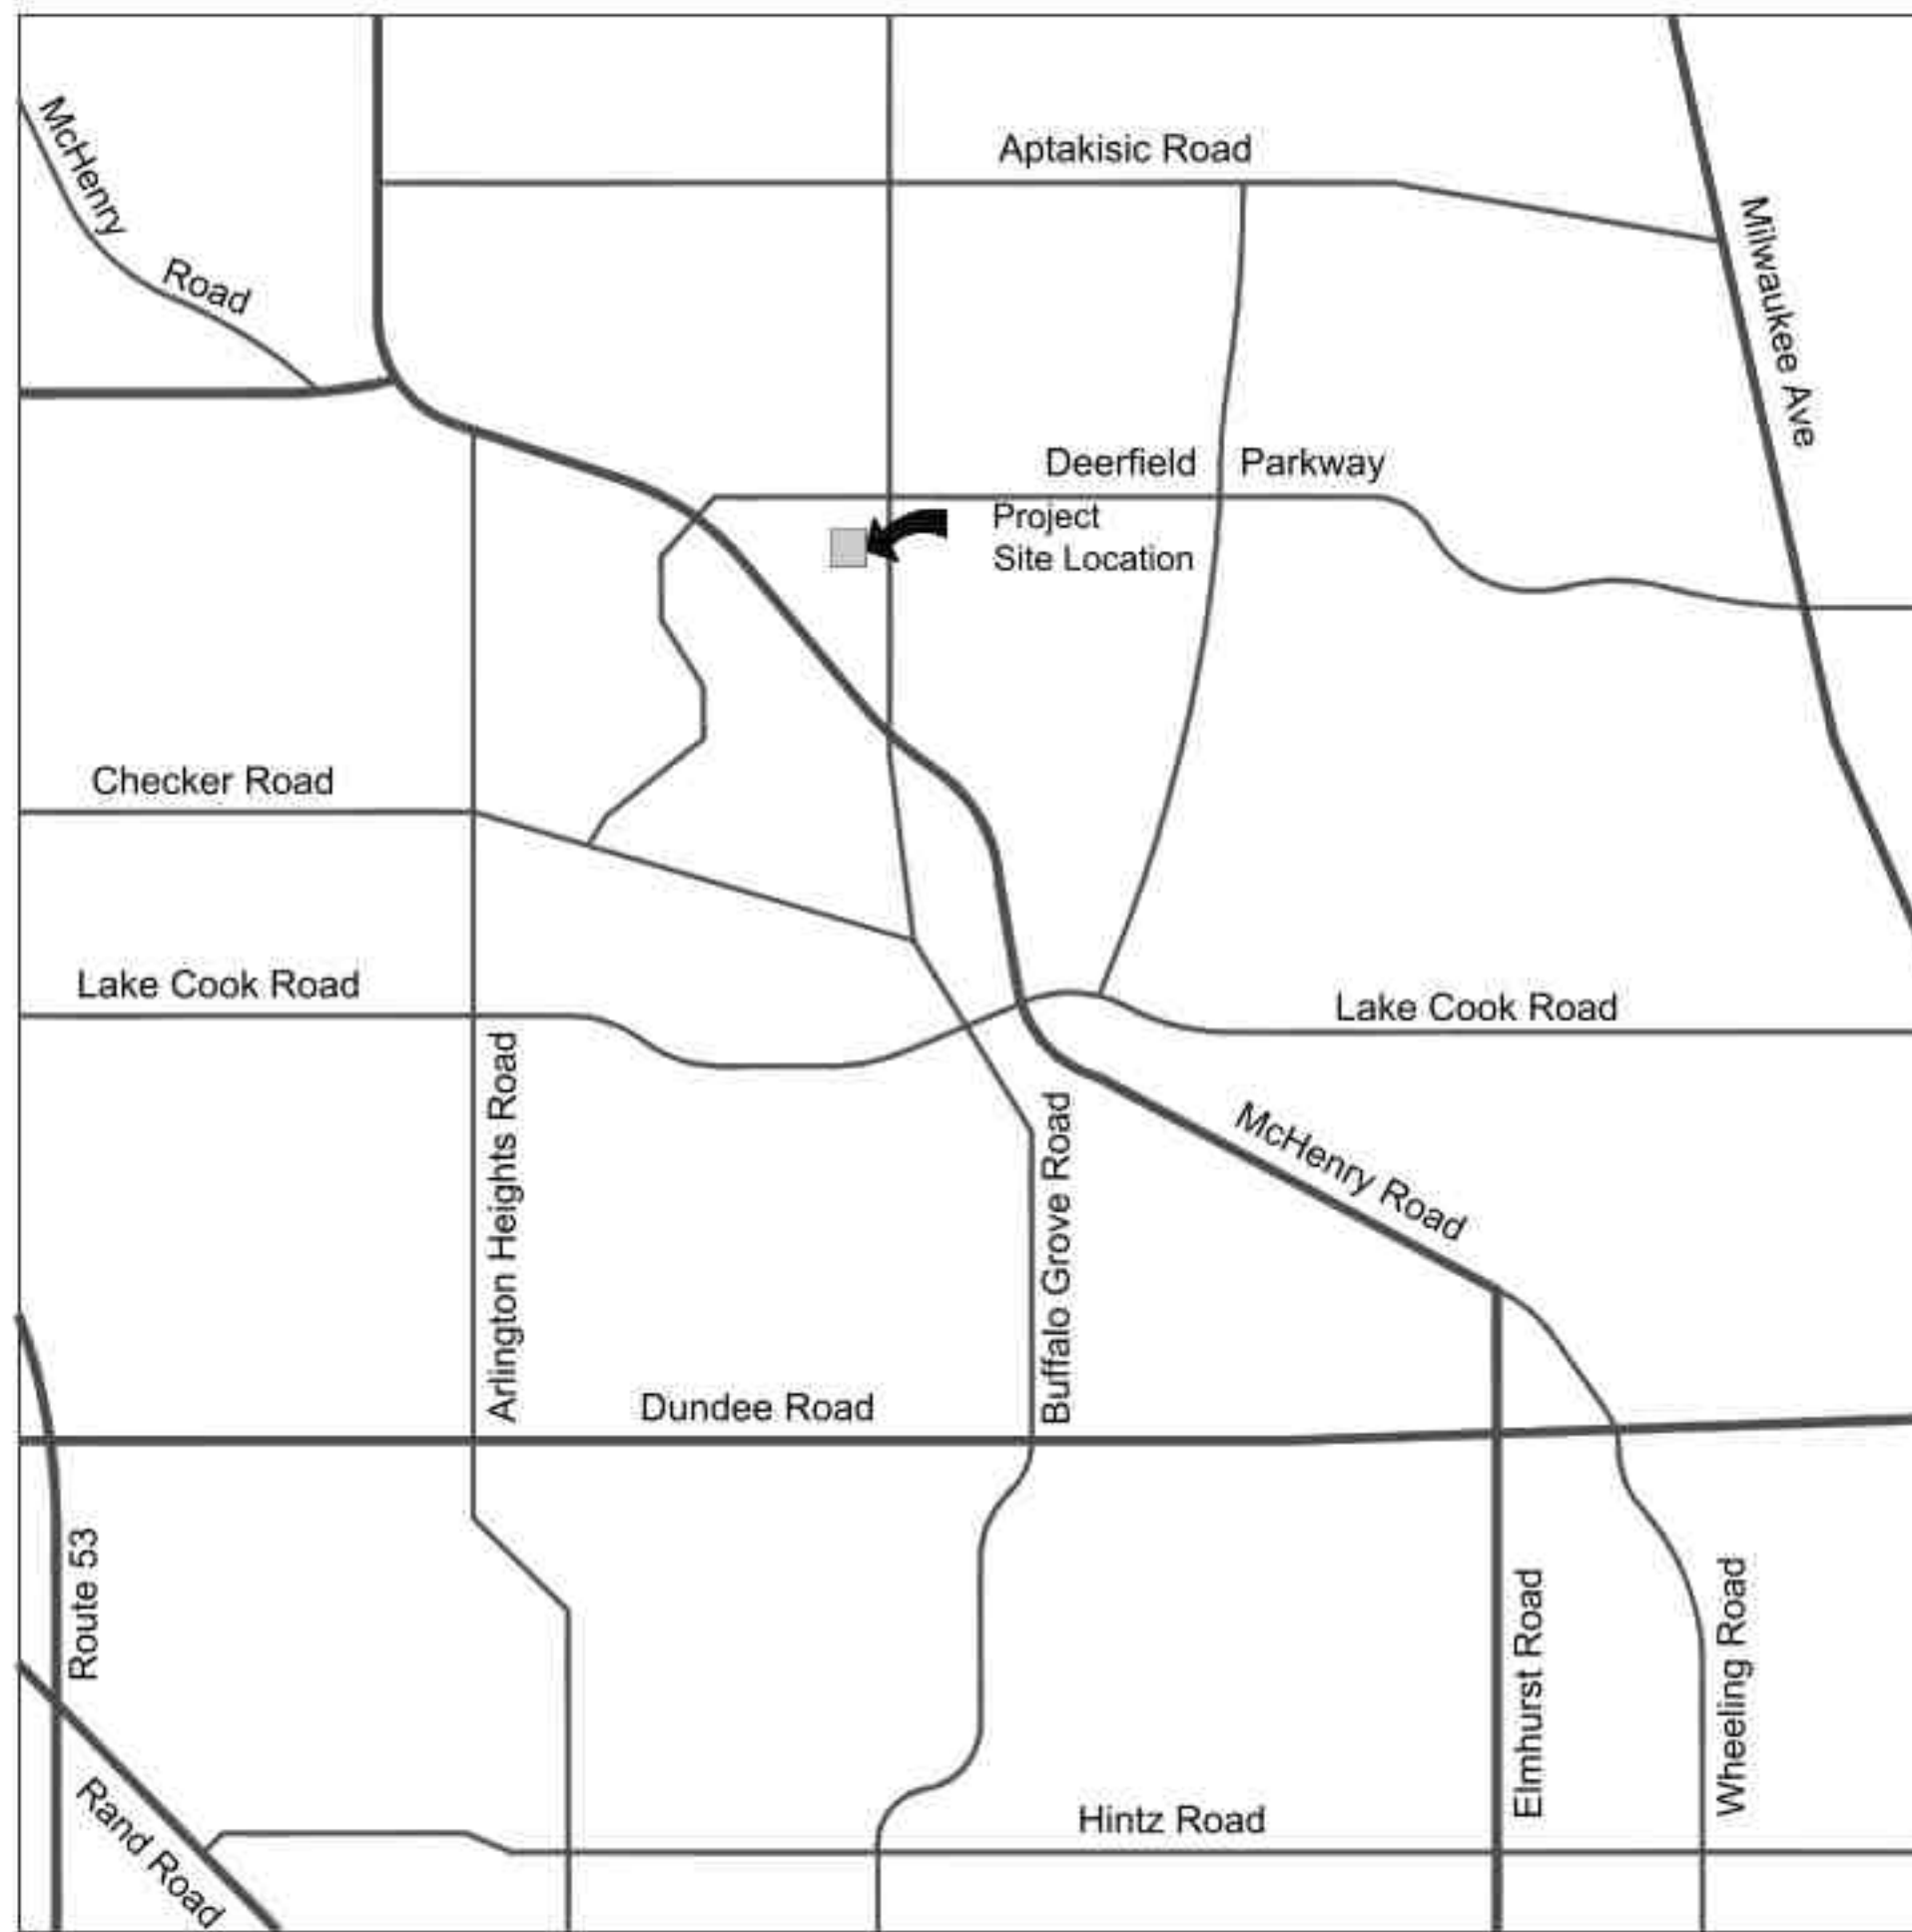 McHenry
Road
Aptakisic Road
Milwaukee Ave
Deerfield Parkway
Project
Site Location
Checker Road
Lake Cook Road
Lake Cook Road
Arlington Heights Road
Buffalo Grove Road
McHenry Road
Dundee Road
Route 53
Elmhurst Road
Wheeling Road
Rand Road
Hintz Road